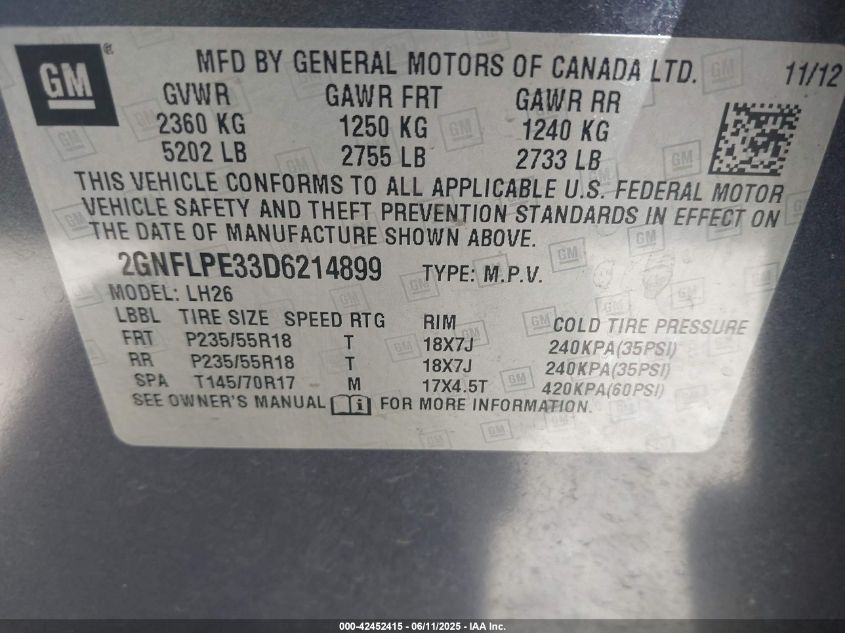 GM ®
MFD BY GENERAL MOTORS OF CANADA LTD. 11/12
GVWR GAWR FRT GAWR RR
2360 KG 1250 KG 1240 KG
5202 LB 2755 LB 2733 LB
THIS VEHICLE CONFORMS TO ALL APPLICABLE U.S. FEDERAL MOTOR
VEHICLE SAFETY AND THEFT PREVENTION STANDARDS IN EFFECT ON
THE DATE OF MANUFACTURE SHOWN ABOVE.
2GNFLPE33D6214899 TYPE: M.P.V.
MODEL: LH26
LBBL TIRE SIZE SPEED RTG RIM COLD TIRE PRESSURE
FRT P235/55R18 T 18X7J 240KPA(35PSI)
RR P235/55R18 T 18X7J 240KPA(35PSI)
SPA T145/70R17 M 17X4.5T 420KPA(60PSI)
SEE OWNER'S MANUAL i FOR MORE INFORMATION.
000-42452415 - 06/11/2025 - IAA Inc.